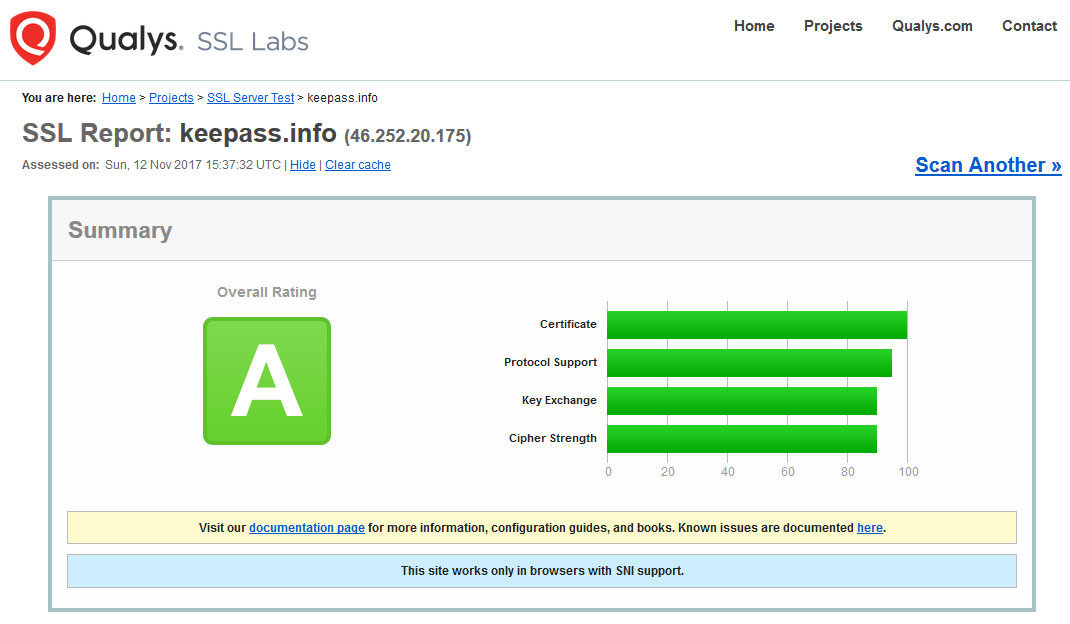 Qualys. SSL Labs
Home Projects Qualys.com Contact
You are here: Home > Projects > SSL Server Test > keepass.info
SSL Report: keepass.info (46.252.20.175)
Assessed on: Sun, 12 Nov 2017 15:37:32 UTC | Hide | Clear cache
Scan Another »
Summary
Overall Rating
A
Certificate
Protocol Support
Key Exchange
Cipher Strength
0 20 40 60 80 100
Visit our documentation page for more information, configuration guides, and books. Known issues are documented here.
This site works only in browsers with SNI support.